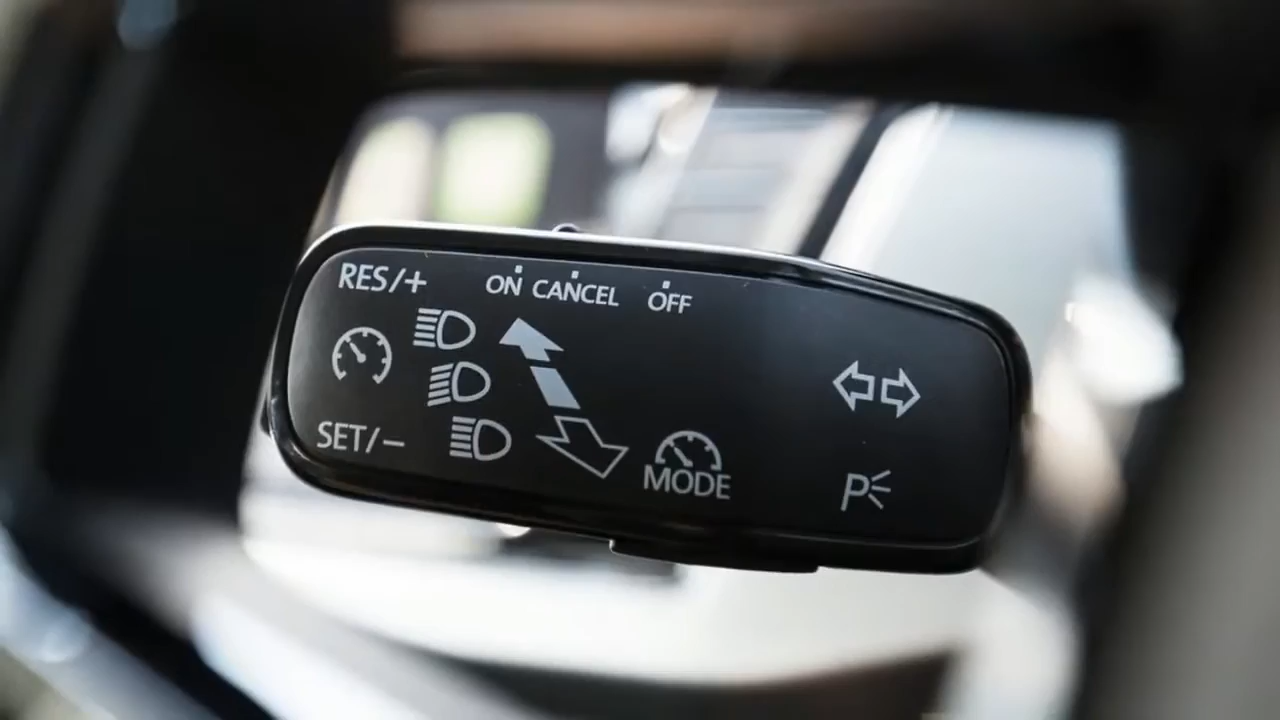 RES/+ ON CANCEL OFF
SET/− MODE
P